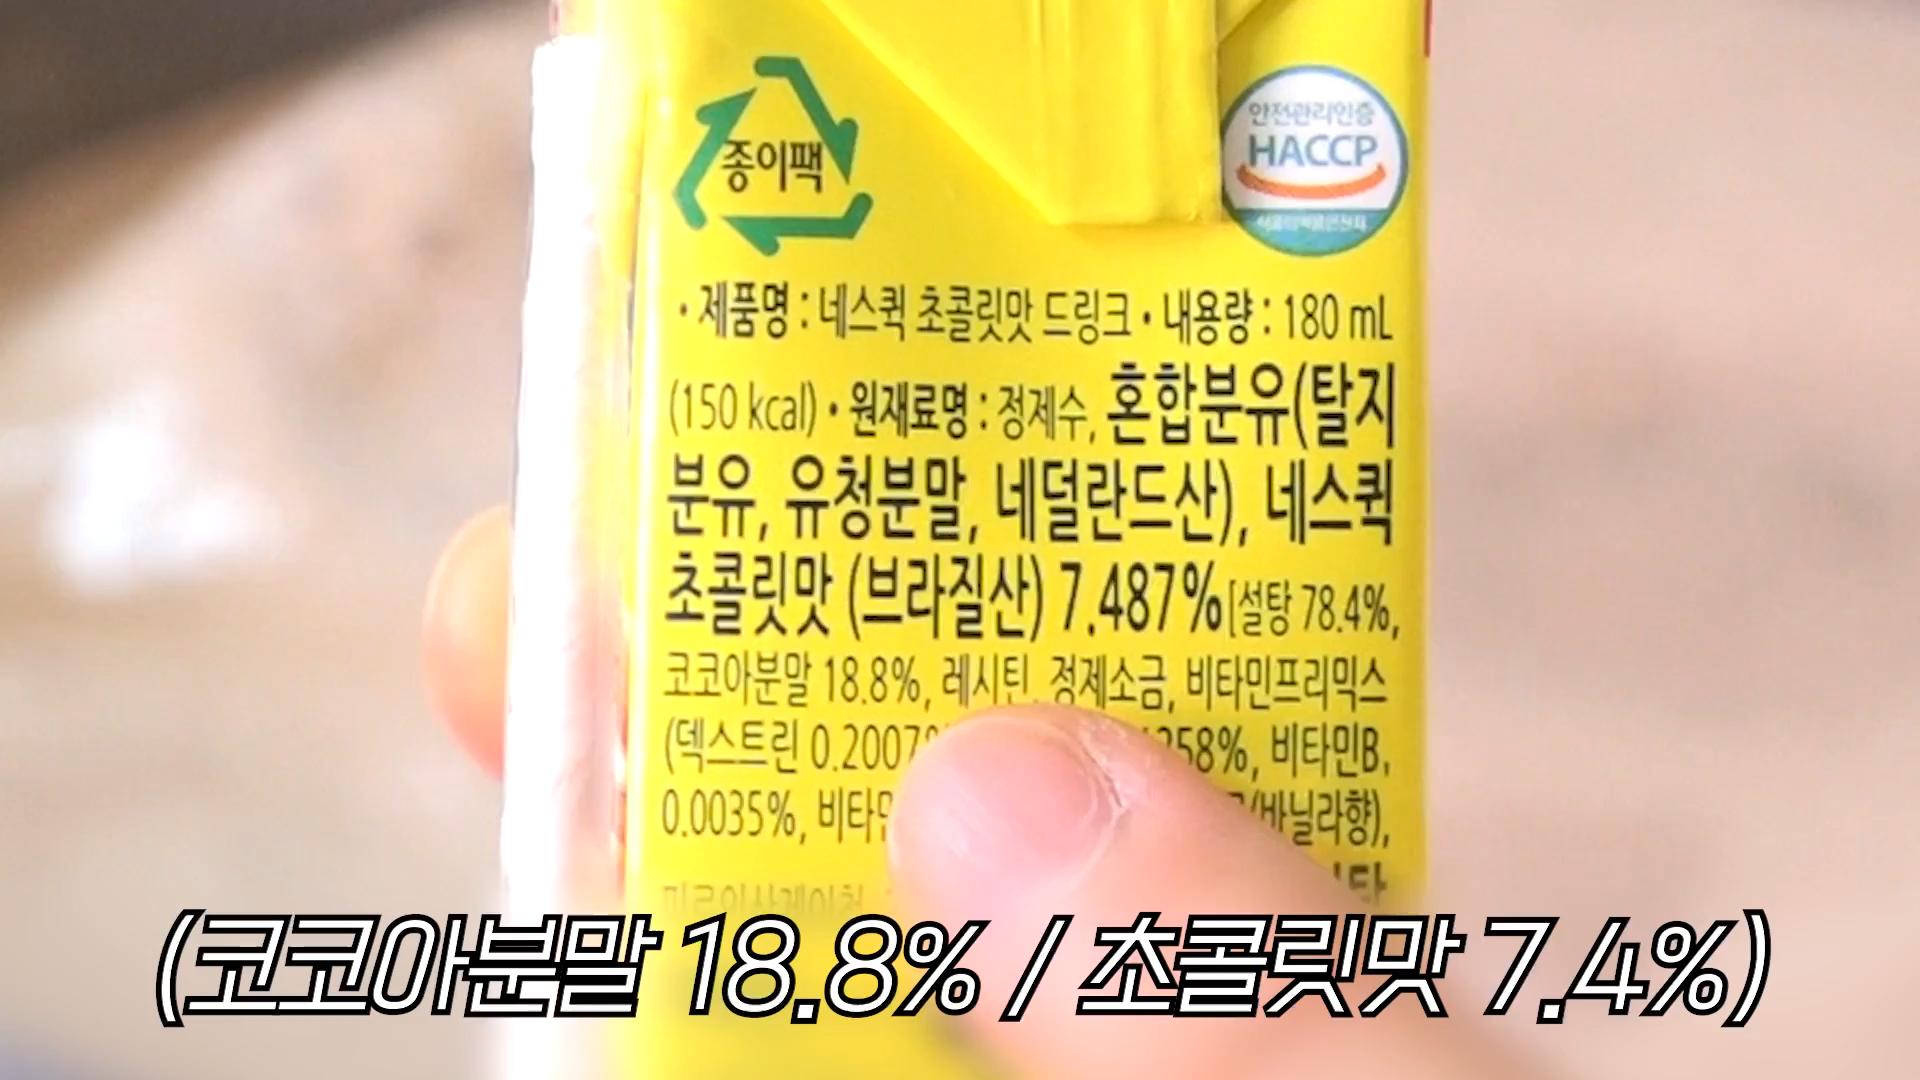 종이팩
안전관리인증
HACCP
• 제품명 : 네스퀵 초콜릿맛 드링크 • 내용량 : 180 mL
(150 kcal) • 원재료명 : 정제수, 혼합분유(탈지
분유, 유청분말, 네덜란드산), 네스퀵
초콜릿맛 (브라질산) 7.487% [설탕 78.4%,
코코아분말 18.8%, 레시틴, 정제소금, 비타민프리믹스
(덱스트린 0.2007 258%, 비타민B,
0.0035%, (바닐라향),
(코코아분말 18.8% / 초콜릿맛 7.4%)